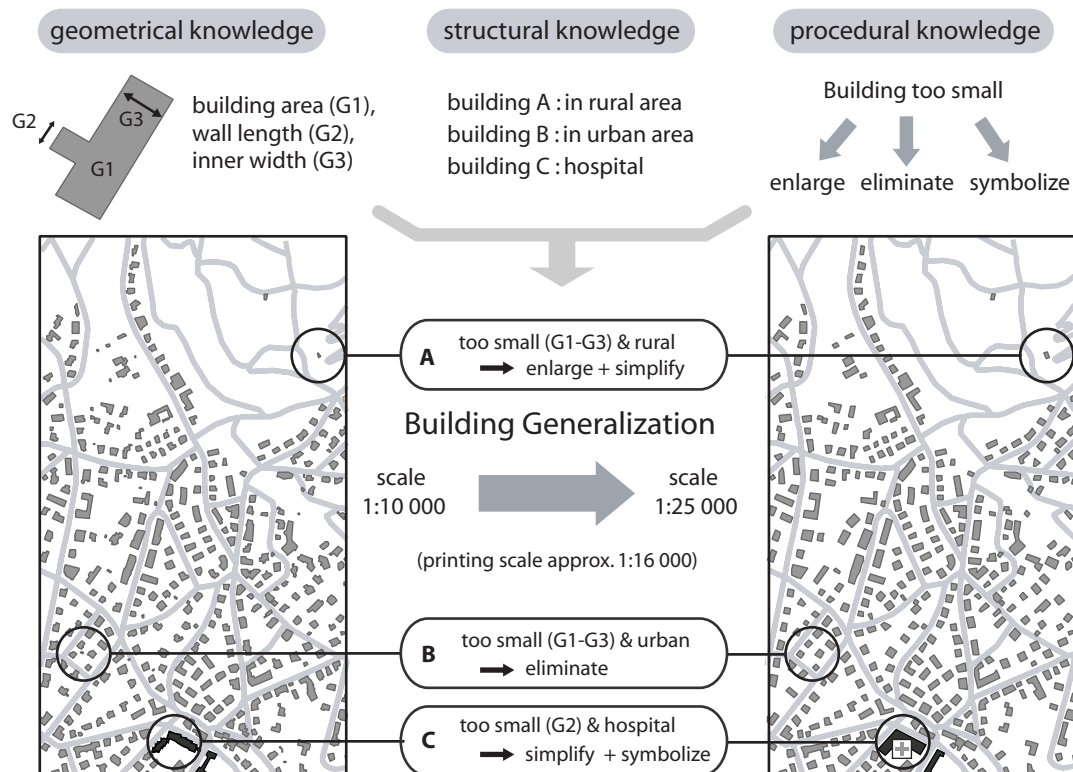 geometrical knowledge
structural knowledge
procedural knowledge
G2
G3
G1
building area (G1),
wall length (G2),
inner width (G3)
building A : in rural area
building B : in urban area
building C : hospital
Building too small
enlarge eliminate symbolize
A
too small (G1-G3) & rural
enlarge + simplify
Building Generalization
scale
1:10 000
scale
1:25 000
(printing scale approx. 1:16 000)
B
too small (G1-G3) & urban
eliminate
C
too small (G2) & hospital
simplify + symbolize